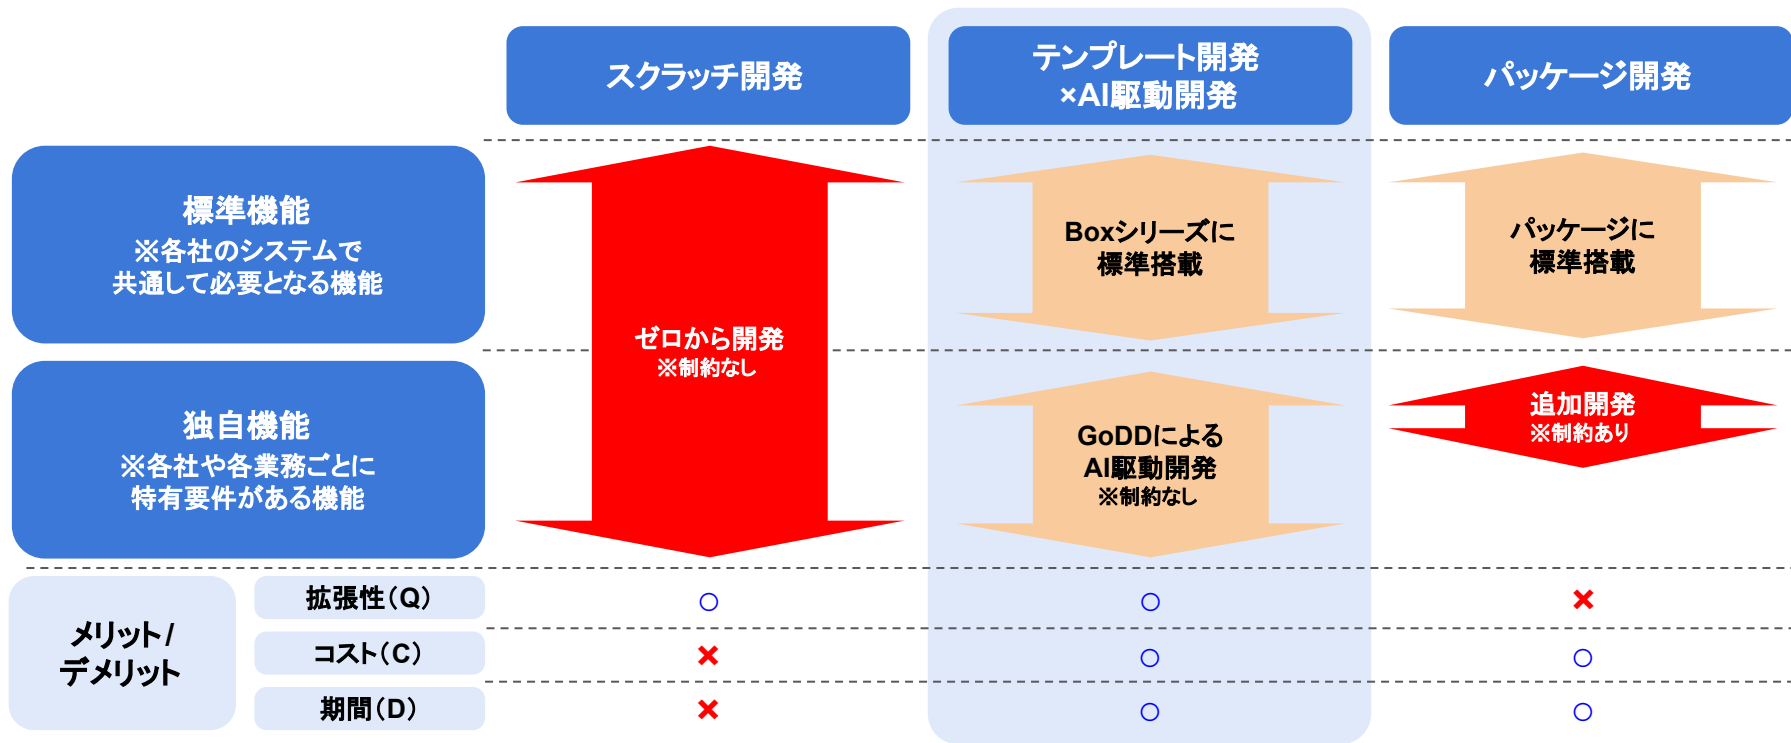 スクラッチ開発
テンプレート開発
×AI駆動開発
パッケージ開発
標準機能
※各社のシステムで
共通して必要となる機能
ゼロから開発
※制約なし
Boxシリーズに
標準搭載
パッケージに
標準搭載
独自機能
※各社や各業務ごとに
特有要件がある機能
GoDDによる
AI駆動開発
※制約なし
追加開発
※制約あり
メリット/
デメリット
拡張性（Q）
○ ○ ×
コスト（C）
× ○ ○
期間（D）
× ○ ○